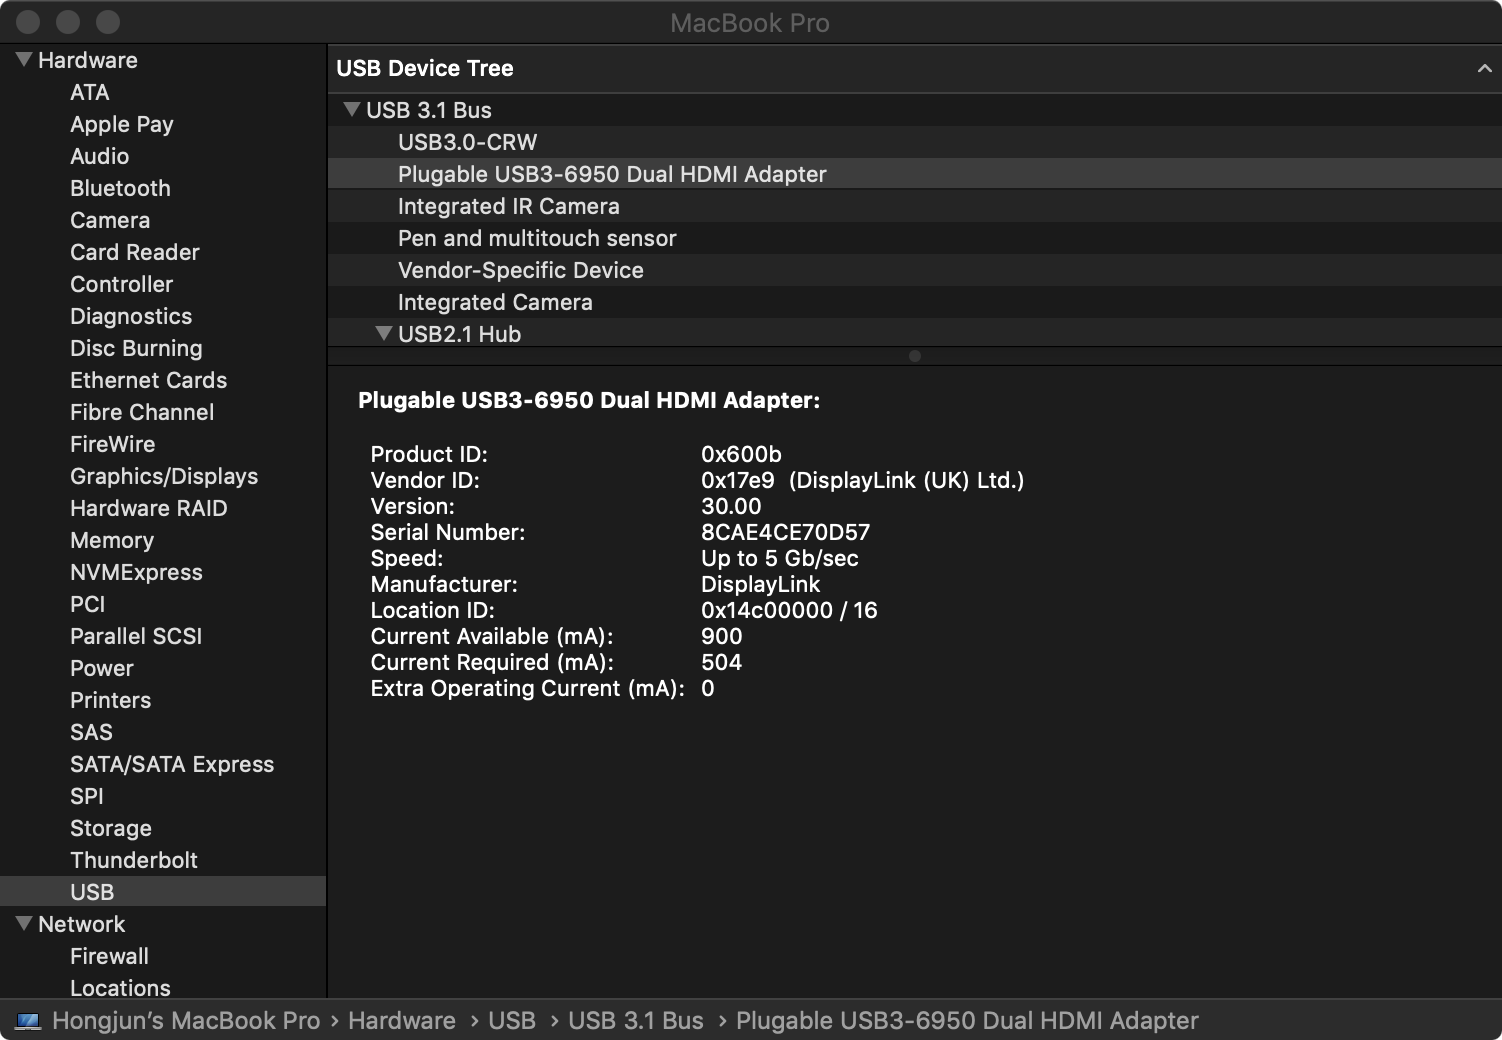 MacBook Pro
Hardware
ATA
Apple Pay
Audio
Bluetooth
Camera
Card Reader
Controller
Diagnostics
Disc Burning
Ethernet Cards
Fibre Channel
FireWire
Graphics/Displays
Hardware RAID
Memory
NVMExpress
PCI
Parallel SCSI
Power
Printers
SAS
SATA/SATA Express
SPI
Storage
Thunderbolt
USB
Network
Firewall
Locations
USB Device Tree
USB 3.1 Bus
USB3.0-CRW
Plugable USB3-6950 Dual HDMI Adapter
Integrated IR Camera
Pen and multitouch sensor
Vendor-Specific Device
Integrated Camera
USB2.1 Hub
Plugable USB3-6950 Dual HDMI Adapter:
Product ID: 0x600b
Vendor ID: 0x17e9 (DisplayLink (UK) Ltd.)
Version: 30.00
Serial Number: 8CAE4CE70D57
Speed: Up to 5 Gb/sec
Manufacturer: DisplayLink
Location ID: 0x14c00000 / 16
Current Available (mA): 900
Current Required (mA): 504
Extra Operating Current (mA): 0
Hongjun's MacBook Pro › Hardware › USB › USB 3.1 Bus › Plugable USB3-6950 Dual HDMI Adapter